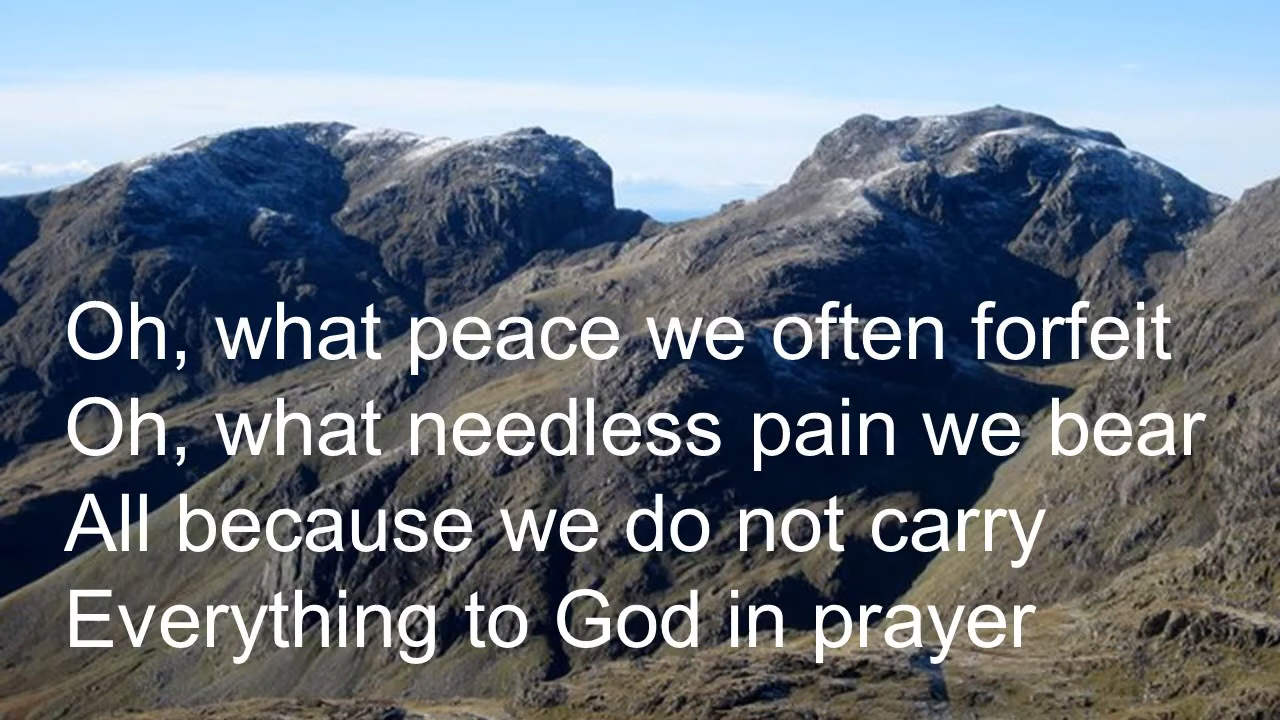 Oh, what peace we often forfeit
Oh, what needless pain we bear
All because we do not carry
Everything to God in prayer